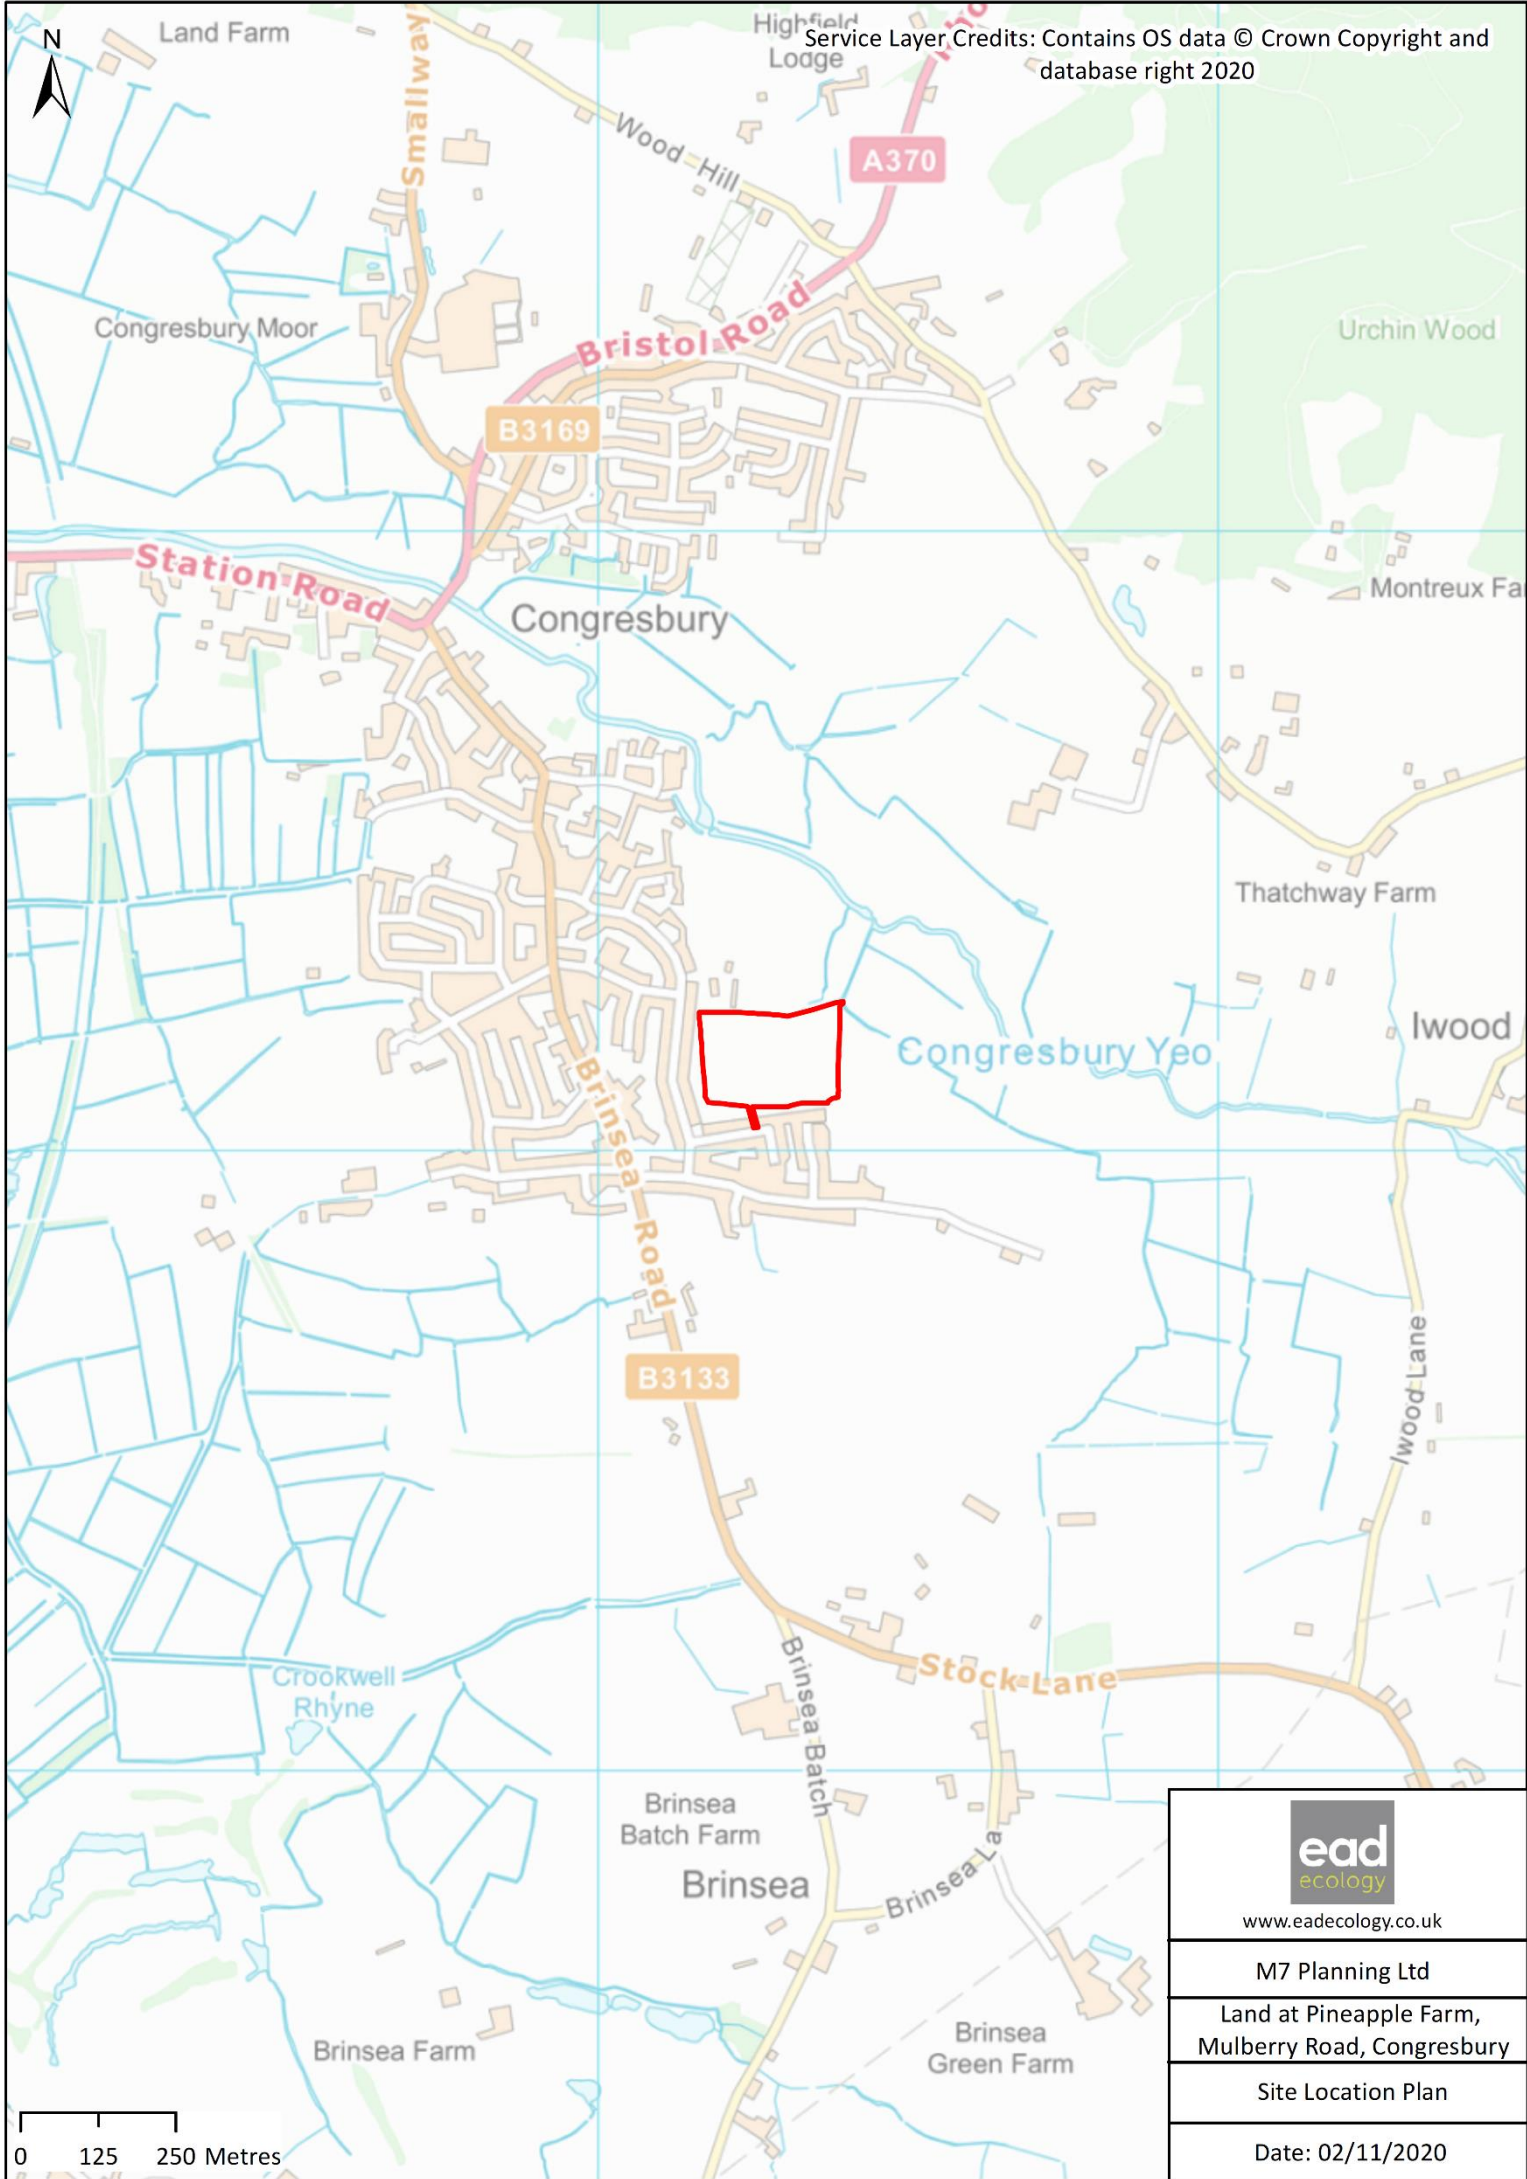 N
Land Farm
Smallway
Highfield
Lodge
Service Layer Credits: Contains OS data © Crown Copyright and
database right 2020
Wood Hill
A370
Congresbury Moor
Bristol Road
Urchin Wood
B3169
Station Road
Congresbury
Montreux Fa
Thatchway Farm
Iwood
Congresbury Yeo
Brinsea Road
B3133
Iwood Lane
Stock Lane
Crookwell
Rhyne
Brinsea Batch
Brinsea
Batch Farm
Brinsea
Brinsea La
Brinsea Farm
Brinsea
Green Farm
ead
ecology
www.eadecology.co.uk
M7 Planning Ltd
Land at Pineapple Farm,
Mulberry Road, Congresbury
Site Location Plan
Date: 02/11/2020
0 125 250 Metres